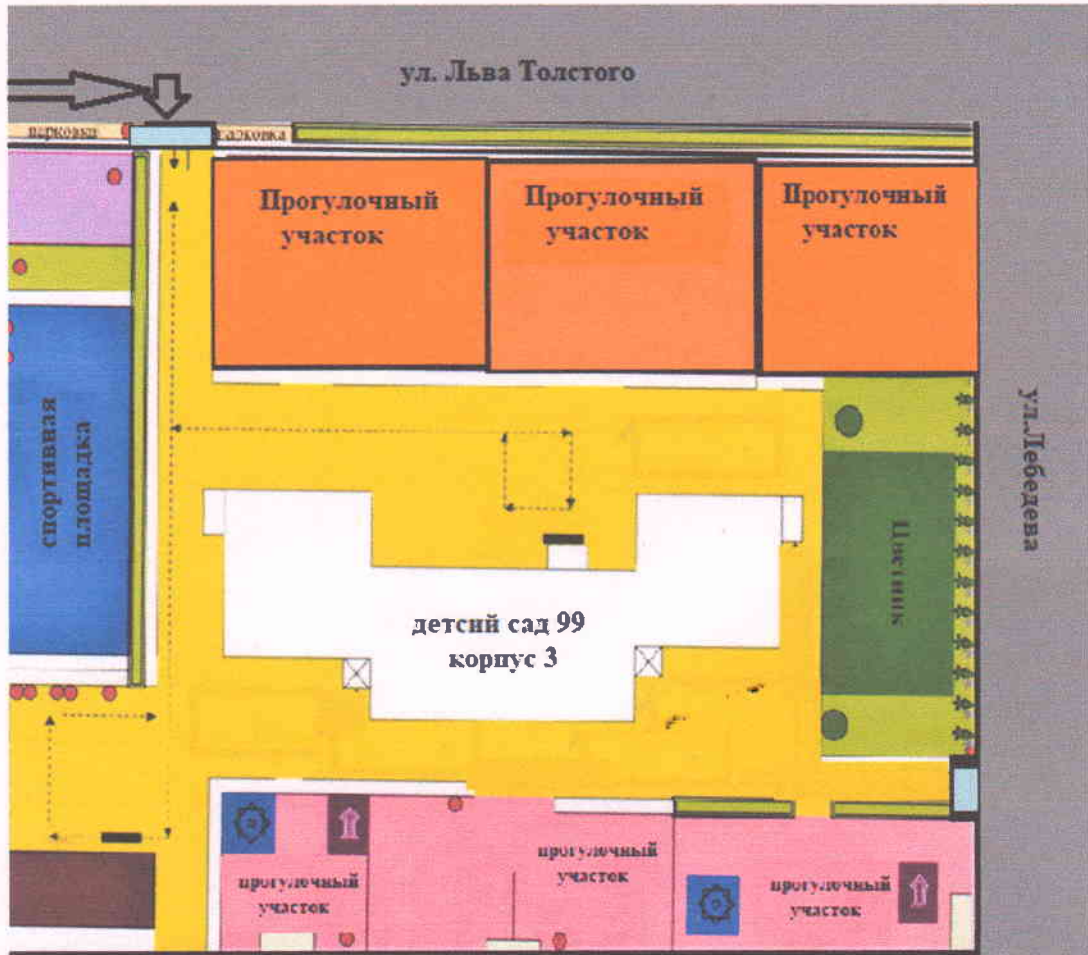 ул. Льва Толстого
парковка
парковка
Прогулочный
участок
Прогулочный
участок
Прогулочный
участок
спортивная
площадка
ул.Лебедева
Цветник
детсий сад 99
корпус 3
прогулочный
участок
прогулочный
участок
прогулочный
участок